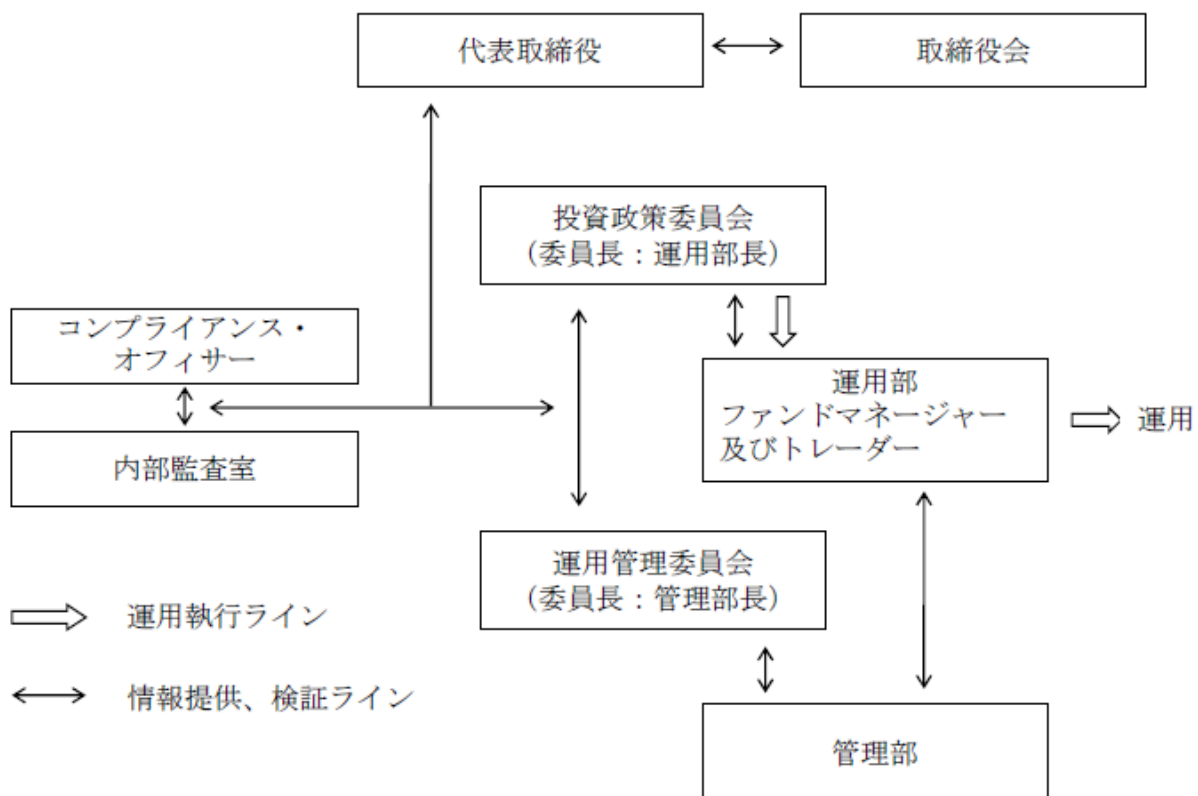 代表取締役
取締役会
投資政策委員会
（委員長：運用部長）
コンプライアンス・
オフィサー
運用部
ファンドマネージャー
及びトレーダー
運用
内部監査室
運用管理委員会
（委員長：管理部長）
運用執行ライン
情報提供、検証ライン
管理部